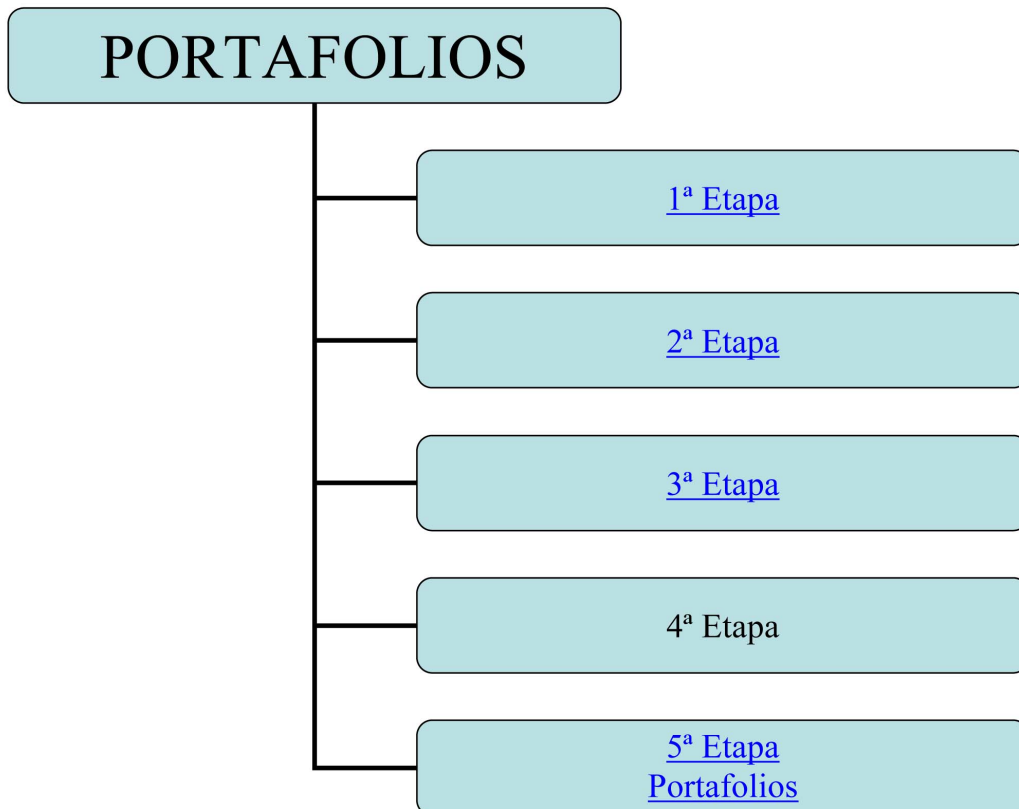 PORTAFOLIOS
1ª Etapa
2ª Etapa
3ª Etapa
4ª Etapa
5ª Etapa
Portafolios